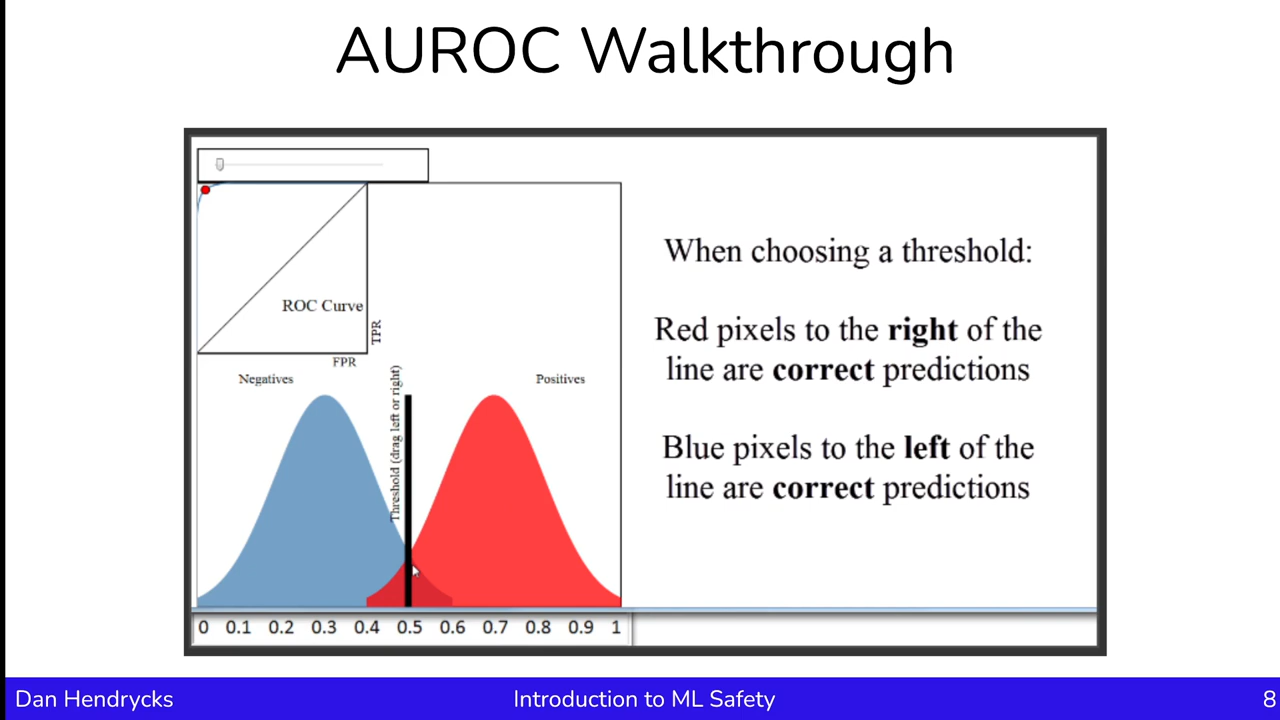 AUROC Walkthrough
ROC Curve
TPR
FPR
Negatives
Positives
Threshold (drag left or right)
0 0.1 0.2 0.3 0.4 0.5 0.6 0.7 0.8 0.9 1
When choosing a threshold:
Red pixels to the right of the
line are correct predictions
Blue pixels to the left of the
line are correct predictions
Dan Hendrycks
Introduction to ML Safety
8